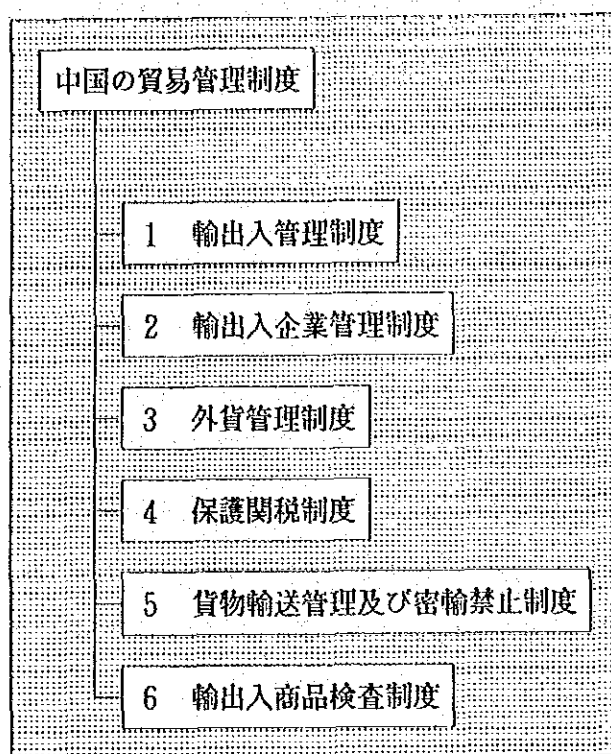 中国の貿易管理制度
1 輸出入管理制度
2 輸出入企業管理制度
3 外貨管理制度
4 保護関税制度
5 貨物輸送管理及び密輸禁止制度
6 輸出入商品検査制度